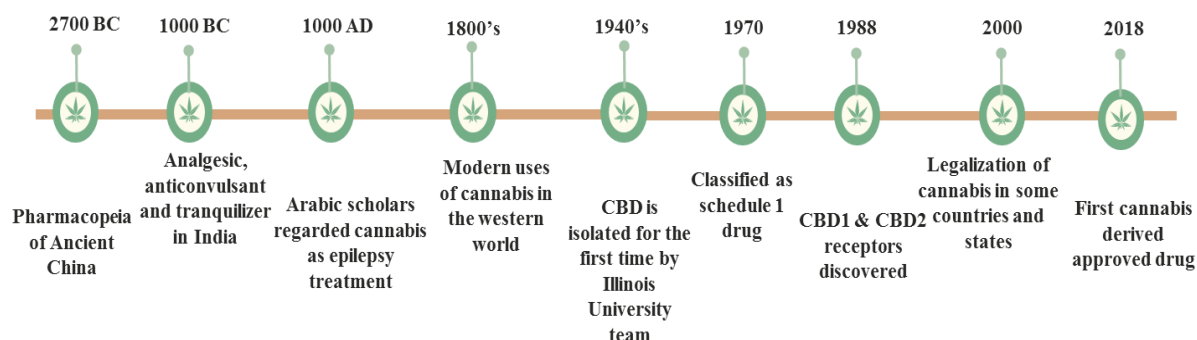 2700 BC
1000 BC
1000 AD
1800's
1940's
1970
1988
2000
2018
Pharmacopeia
of Ancient
China
Analgesic,
anticonvulsant
and tranquilizer
in India
Arabic scholars
regarded cannabis
as epilepsy
treatment
Modern uses
of cannabis in
the western
world
CBD is
isolated for the
first time by
Illinois
University
team
Classified as
schedule 1
drug
CBD1 & CBD2
receptors
discovered
Legalization of
cannabis in some
countries and
states
First cannabis
derived
approved drug